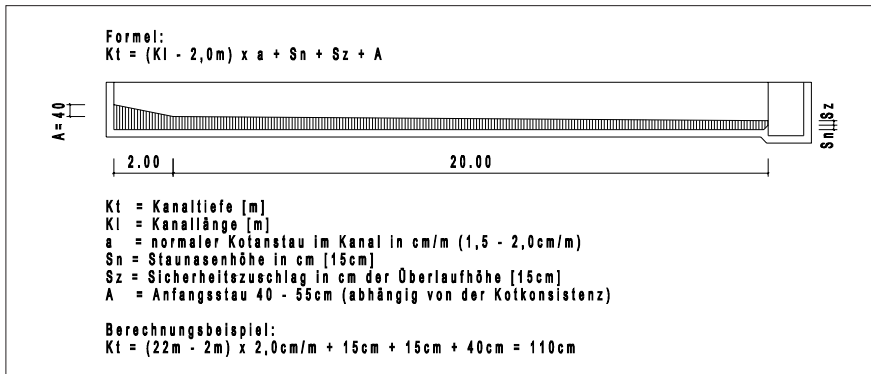 Formel:
Kt = (Kl - 2,0m) x a + Sn + Sz + A
A= 40
Sn Sz
2.00
20.00
Kt = Kanaltiefe [m]
Kl = Kanallänge [m]
a = normaler Kotanstau im Kanal in cm/m (1,5 - 2,0cm/m)
Sn = Staunasenhöhe in cm [15cm]
Sz = Sicherheitszuschlag in cm der Überlaufhöhe [15cm]
A = Anfangsstau 40 - 55cm (abhängig von der Kotkonsistenz)
Berechnungsbeispiel:
Kt = (22m - 2m) x 2,0cm/m + 15cm + 15cm + 40cm = 110cm